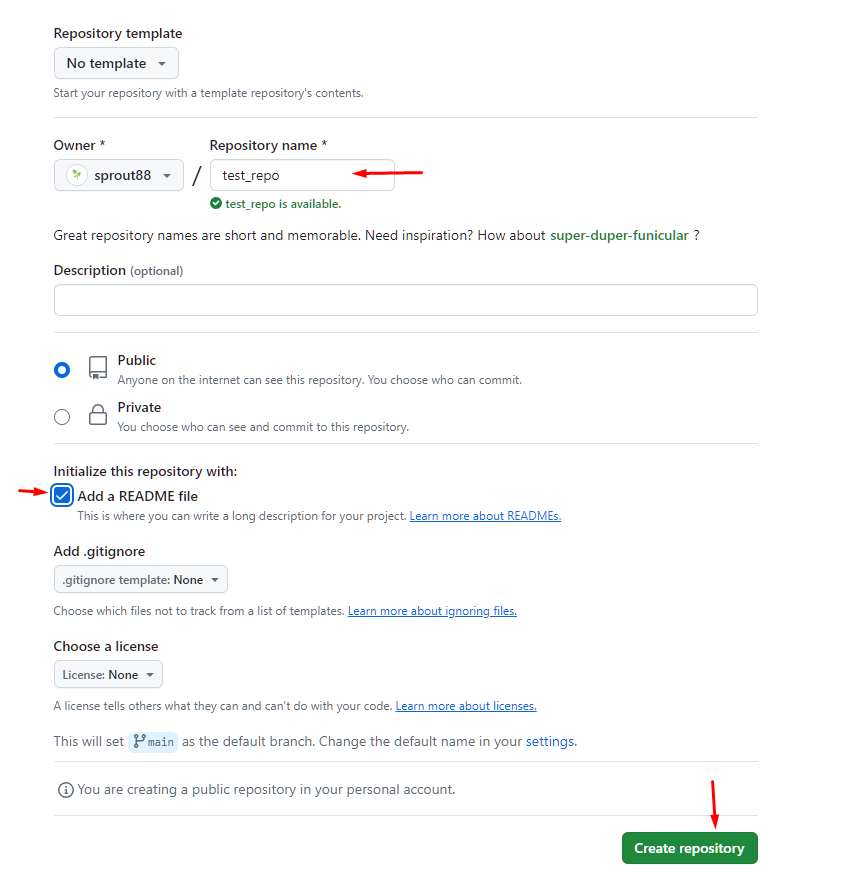 Repository template
No template
Start your repository with a template repository's contents.
Owner * Repository name *
sprout88 / test_repo
test_repo is available.
Great repository names are short and memorable. Need inspiration? How about super-duper-funicular ?
Description (optional)
Public
Anyone on the internet can see this repository. You choose who can commit.
Private
You choose who can see and commit to this repository.
Initialize this repository with:
Add a README file
This is where you can write a long description for your project. Learn more about READMEs.
Add .gitignore
.gitignore template: None
Choose which files not to track from a list of templates. Learn more about ignoring files.
Choose a license
License: None
A license tells others what they can and can't do with your code. Learn more about licenses.
This will set main as the default branch. Change the default name in your settings.
You are creating a public repository in your personal account.
Create repository